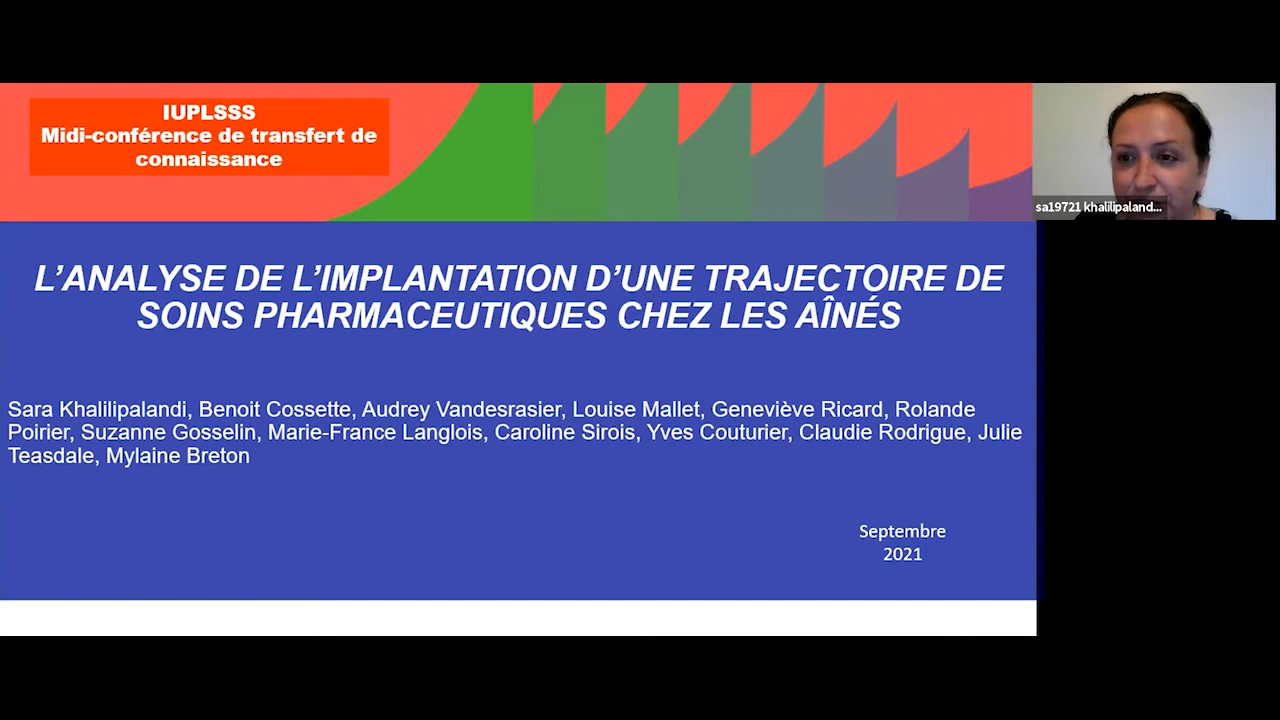 IUPLSSS
Midi-conférence de transfert de
connaissance
sa19721 khalilipaland...
L'ANALYSE DE L'IMPLANTATION D'UNE TRAJECTOIRE DE
SOINS PHARMACEUTIQUES CHEZ LES AÎNÉS
Sara Khalilipalandi, Benoit Cossette, Audrey Vandesrasier, Louise Mallet, Geneviève Ricard, Rolande
Poirier, Suzanne Gosselin, Marie-France Langlois, Caroline Sirois, Yves Couturier, Claudie Rodrigue, Julie
Teasdale, Mylaine Breton
Septembre
2021